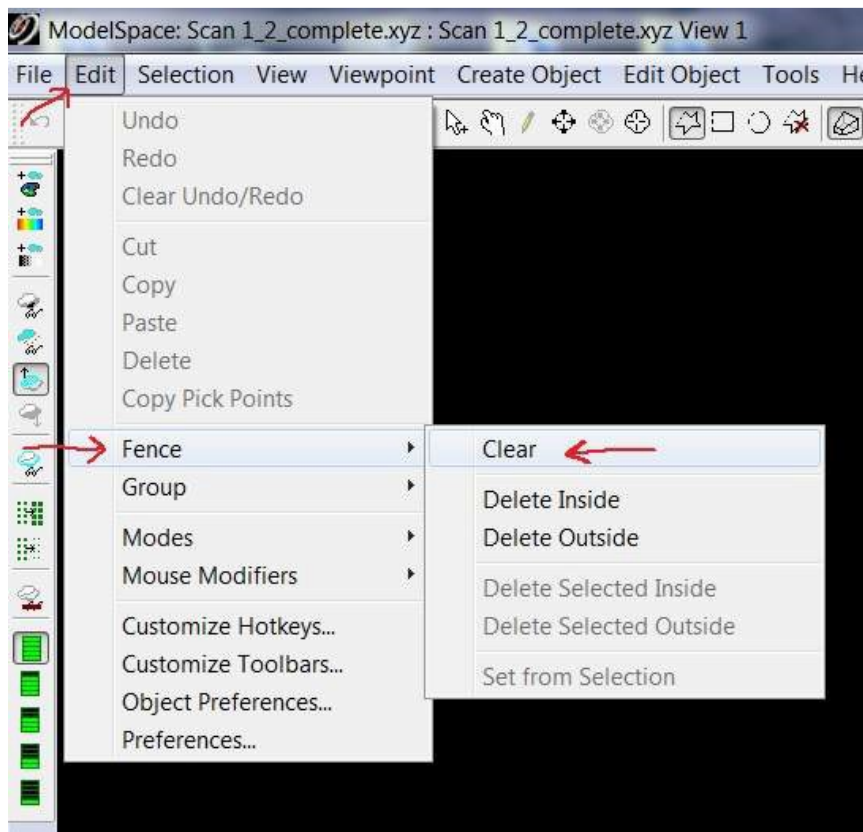 ModelSpace: Scan 1_2_complete.xyz : Scan 1_2_complete.xyz View 1
File Edit Selection View Viewpoint Create Object Edit Object Tools He
Undo
Redo
Clear Undo/Redo
Cut
Copy
Paste
Delete
Copy Pick Points
Fence
Clear
Group
Delete Inside
Modes
Delete Outside
Mouse Modifiers
Delete Selected Inside
Customize Hotkeys...
Delete Selected Outside
Customize Toolbars...
Set from Selection
Object Preferences...
Preferences...